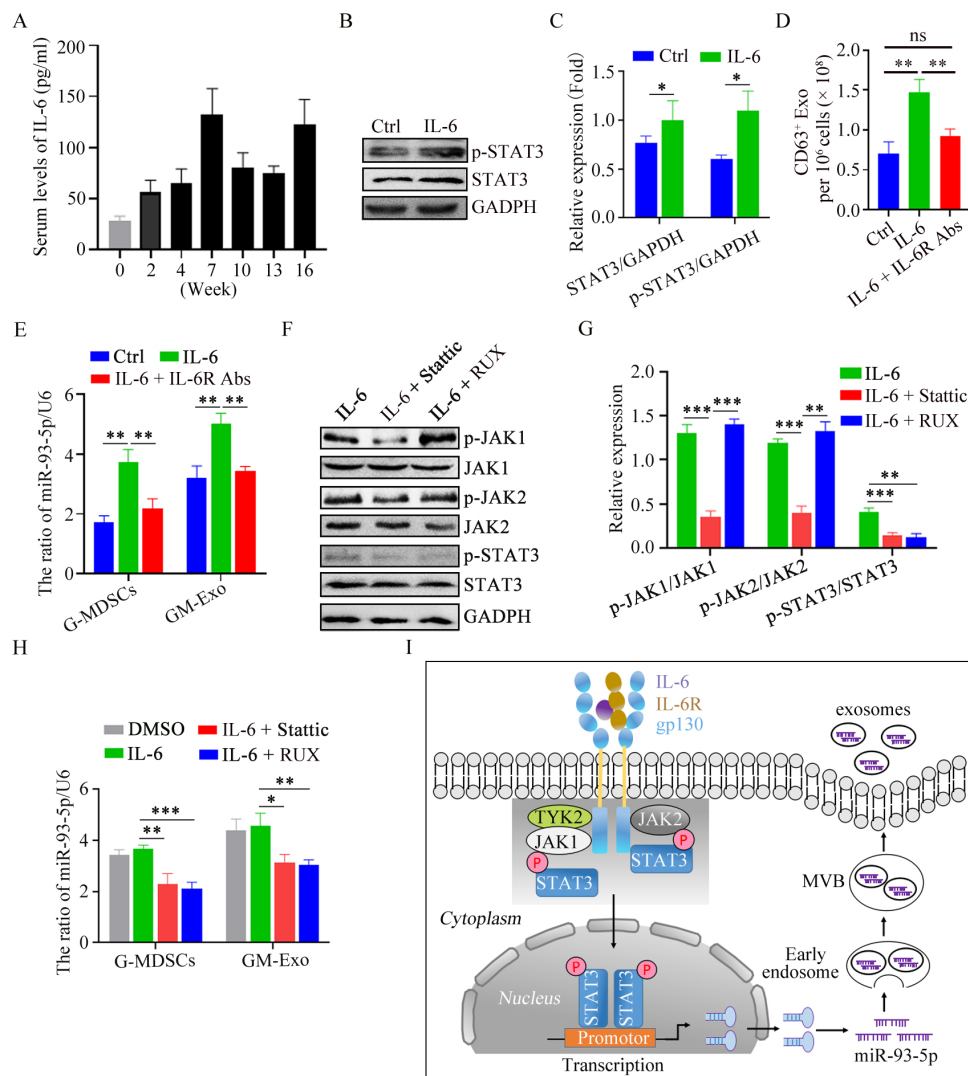 A
Serum levels of IL-6 (pg/ml)
200
150
100
50
0
0 2 4 7 10 13 16
(Week)
B
Ctrl IL-6
p-STAT3
STAT3
GADPH
C
Ctrl IL-6
Relative expression (Fold)
1.5
1.0
0.5
0.0
* *
STAT3/GAPDH
p-STAT3/GAPDH
D
CD63+ Exo
per 10⁶ cells (× 10⁸)
2.0
1.5
1.0
0.5
0
ns
** **
Ctrl
IL-6
IL-6 + IL-6R Abs
E
Ctrl IL-6
IL-6 + IL-6R Abs
The ratio of miR-93-5p/U6
6
4
2
0
** **
** **
G-MDSCs
GM-Exo
F
IL-6
IL-6 + Stattic
IL-6 + RUX
p-JAK1
JAK1
p-JAK2
JAK2
p-STAT3
STAT3
GADPH
G
IL-6
IL-6 + Stattic
IL-6 + RUX
Relative expression
1.5
1.0
0.5
0.0
*** ***
*** **
**
***
p-JAK1/JAK1
p-JAK2/JAK2
p-STAT3/STAT3
H
DMSO IL-6 + Stattic
IL-6 IL-6 + RUX
The ratio of miR-93-5p/U6
6
4
2
0
***
**
**
*
G-MDSCs GM-Exo
I
IL-6
IL-6R
gp130
exosomes
TYK2
JAK1
JAK2
P
STAT3
P
STAT3
MVB
Cytoplasm
Early
endosome
Nucleus
P P
STAT3 STAT3
Promotor
Transcription
miR-93-5p